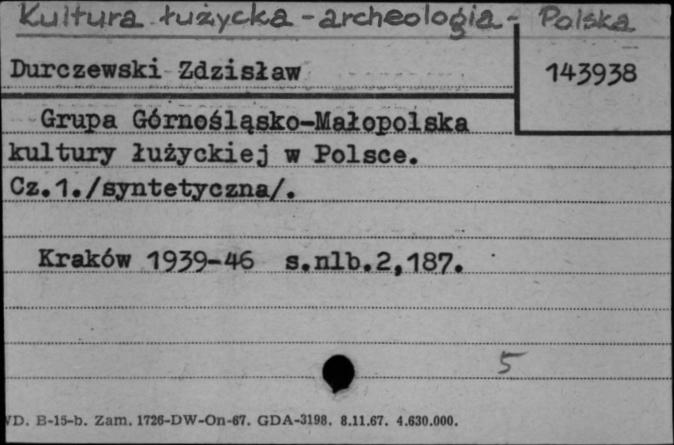 Kultura łużycka - archeologia - Polska
Durczewski Zdzisław
143938
Grupa Górnośląsko-Małopolska
kultury łużyckiej w Polsce.
Cz.1./syntetyczna/.
Kraków 1939-46 s.nlb.2,187.
5
D. B-15-b. Zam. 1726-DW-On-67. GDA-3198. 8.11.67. 4.630.000.